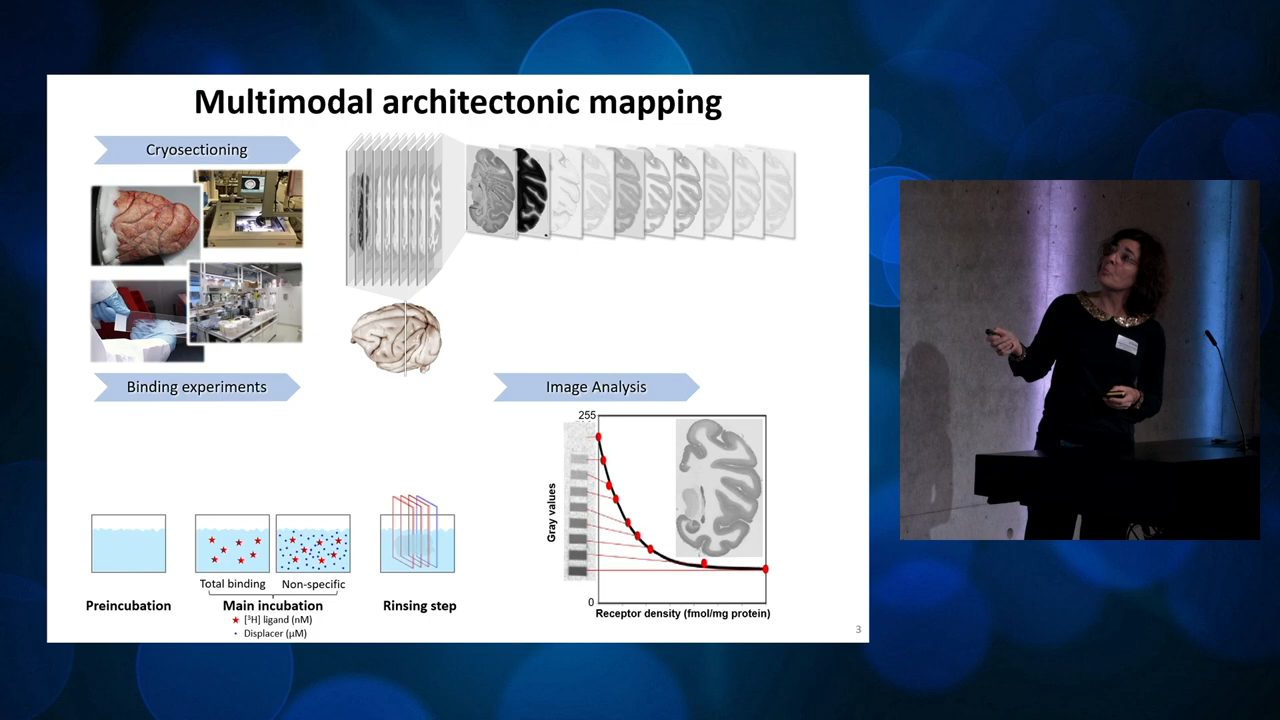 Multimodal architectonic mapping
Cryosectioning
Binding experiments
Preincubation
Total binding
Non-specific
Main incubation
[³H] ligand (nM)
Displacer (µM)
Rinsing step
Image Analysis
255
Gray values
0
Receptor density (fmol/mg protein)
3